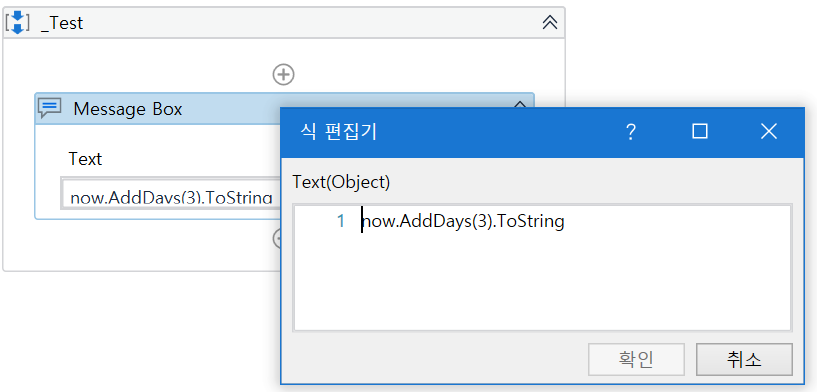 _Test
Message Box
Text
now.AddDays(3).ToString
식 편집기
Text(Object)
1 now.AddDays(3).ToString
확인
취소